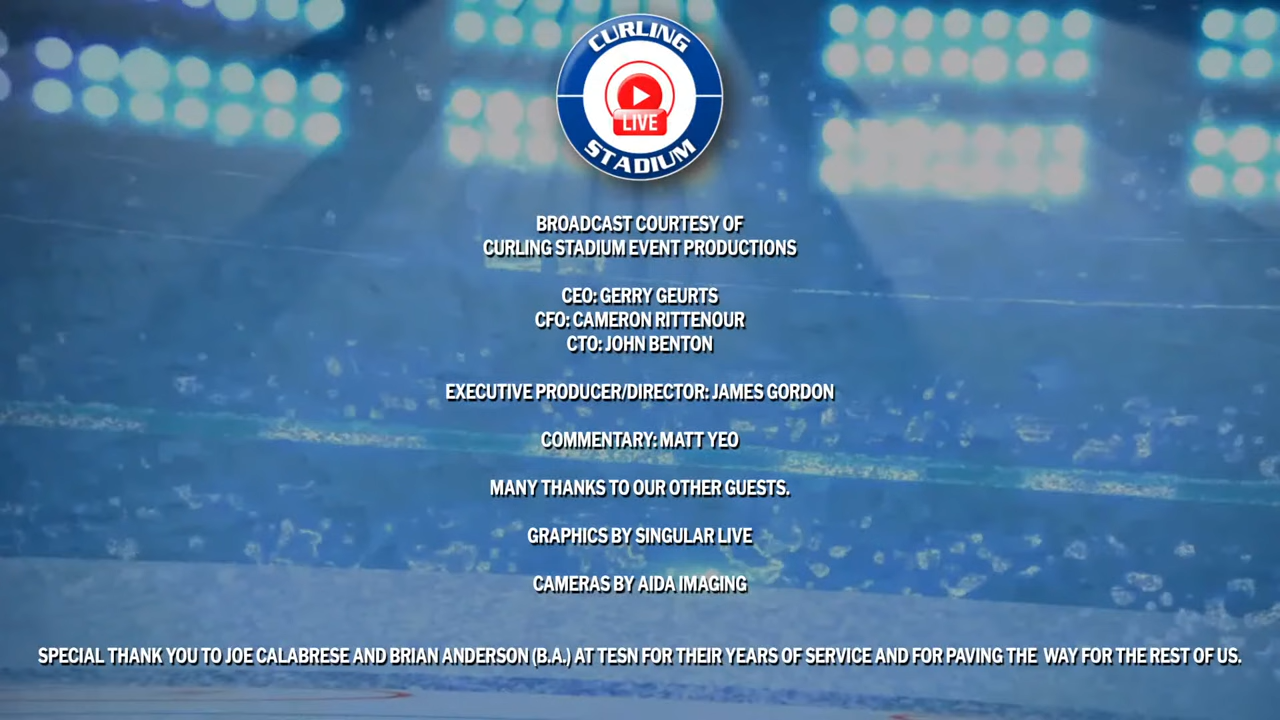 CURLING
LIVE
STADIUM
BROADCAST COURTESY OF
CURLING STADIUM EVENT PRODUCTIONS
CEO: GERRY GEURTS
CFO: CAMERON RITTENOUR
CTO: JOHN BENTON
EXECUTIVE PRODUCER/DIRECTOR: JAMES GORDON
COMMENTARY: MATT YEO
MANY THANKS TO OUR OTHER GUESTS.
GRAPHICS BY SINGULAR LIVE
CAMERAS BY AIDA IMAGING
SPECIAL THANK YOU TO JOE CALABRESE AND BRIAN ANDERSON (B.A.) AT TESN FOR THEIR YEARS OF SERVICE AND FOR PAVING THE WAY FOR THE REST OF US.